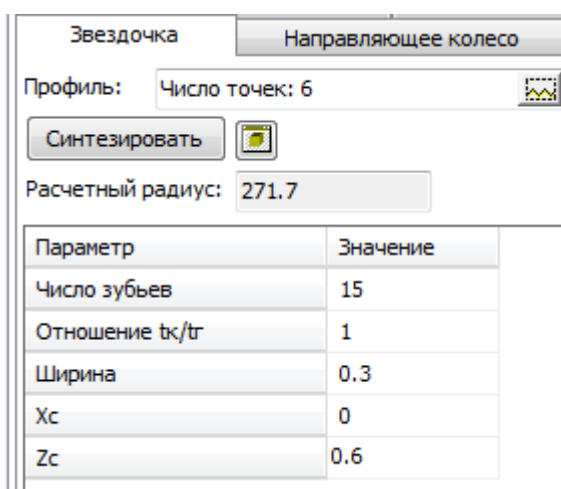 Звездочка Направляющее колесо
Профиль: Число точек: 6
Синтезировать
Расчетный радиус: 271.7
Параметр Значение
Число зубьев 15
Отношение tк/tг 1
Ширина 0.3
Xc 0
Zc 0.6